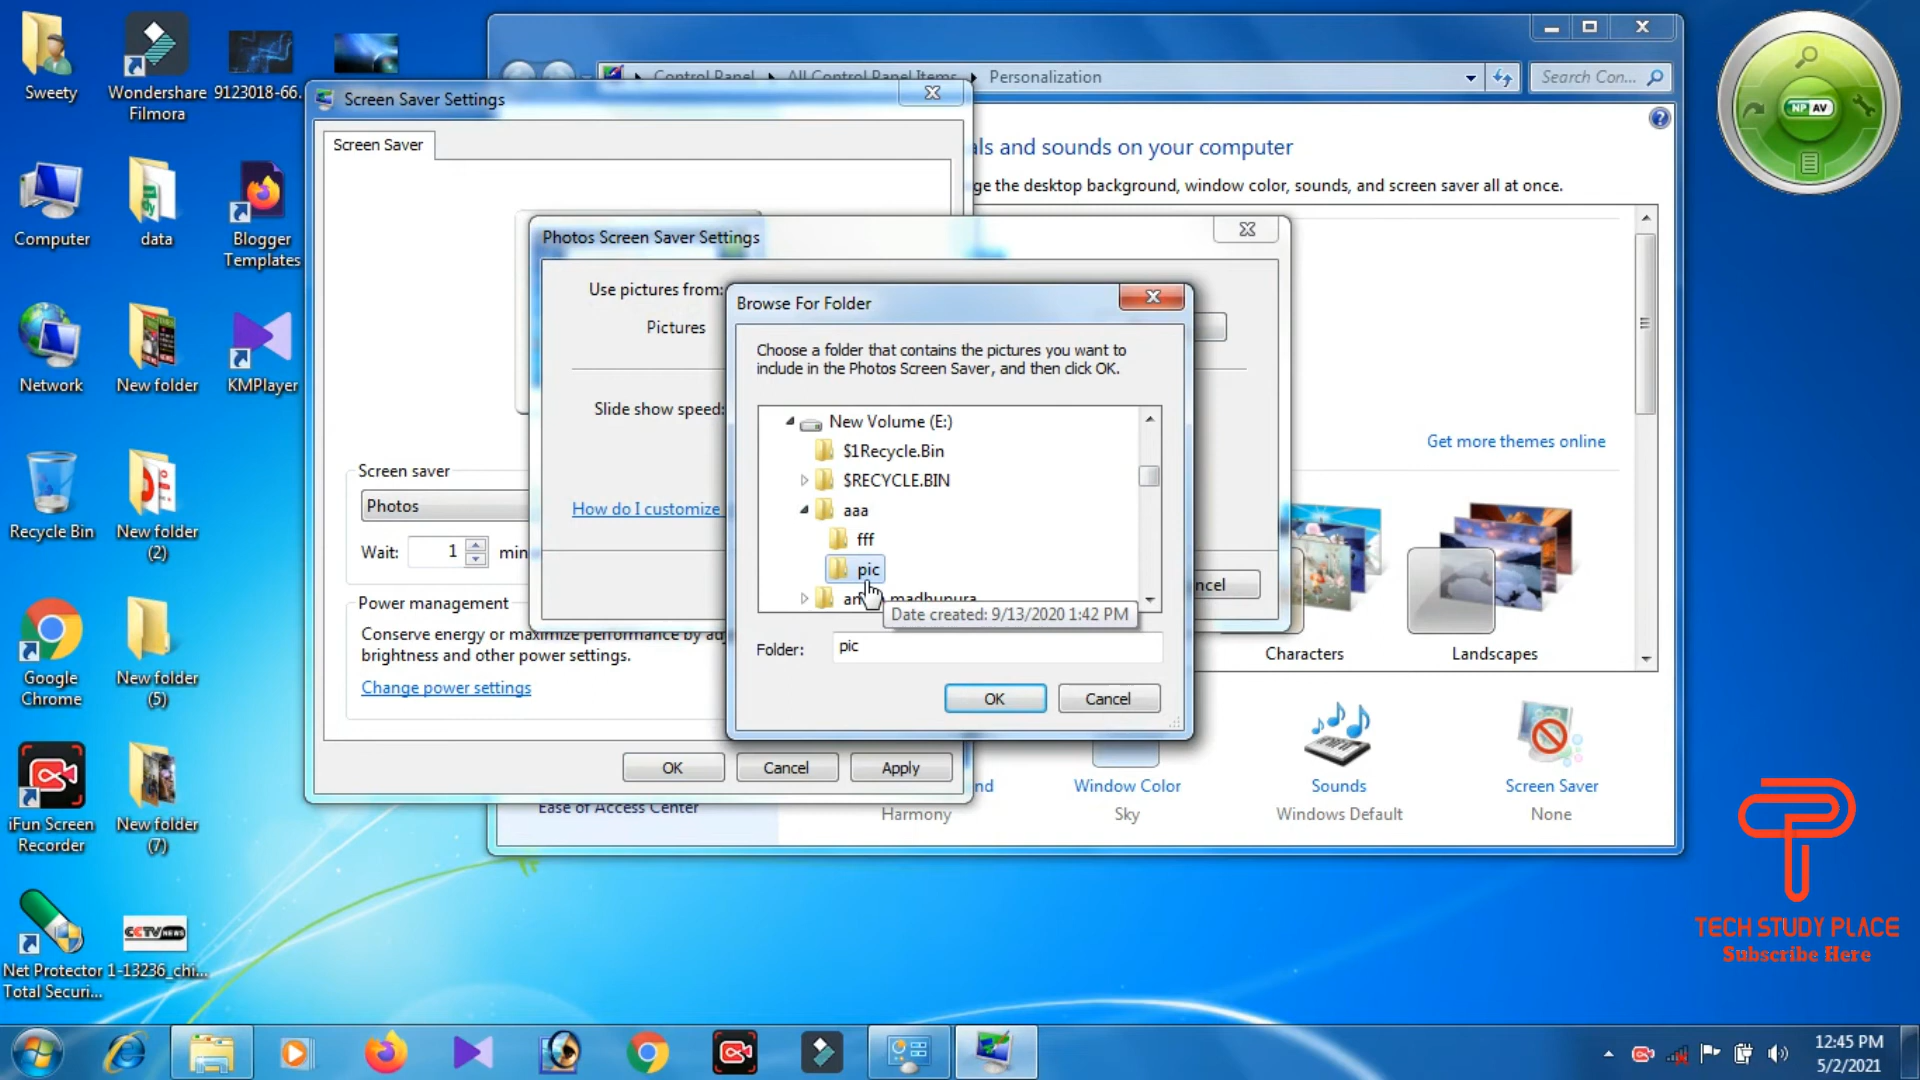 Sweety
Wondershare
Filmora
9123018-66...
Computer
data
Blogger
Templates
Network
New folder
KMPlayer
Recycle Bin
New folder
(2)
Google
Chrome
New folder
(5)
iFun Screen
Recorder
New folder
(7)
Net Protector
Total Securi...
1-13236_chi...
CCTV NEWS
Control Panel
All Control Panel Items
Personalization
Search Con...
als and sounds on your computer
ge the desktop background, window color, sounds, and screen saver all at once.
Get more themes online
Characters
Landscapes
nd
Harmony
Window Color
Sky
Sounds
Windows Default
Screen Saver
None
Ease of Access Center
Screen Saver Settings
Screen Saver
Screen saver
Photos
Wait:
1
min
Power management
Conserve energy or maximize performance by adj
brightness and other power settings.
Change power settings
OK
Cancel
Apply
Photos Screen Saver Settings
Use pictures from:
Pictures
Slide show speed:
How do I customize
ncel
Browse For Folder
Choose a folder that contains the pictures you want to
include in the Photos Screen Saver, and then click OK.
New Volume (E:)
$1Recycle.Bin
$RECYCLE.BIN
aaa
fff
pic
madhupura
Date created: 9/13/2020 1:42 PM
Folder:
pic
OK
Cancel
NP AV
TECH STUDY PLACE
Subscribe Here
12:45 PM
5/2/2021